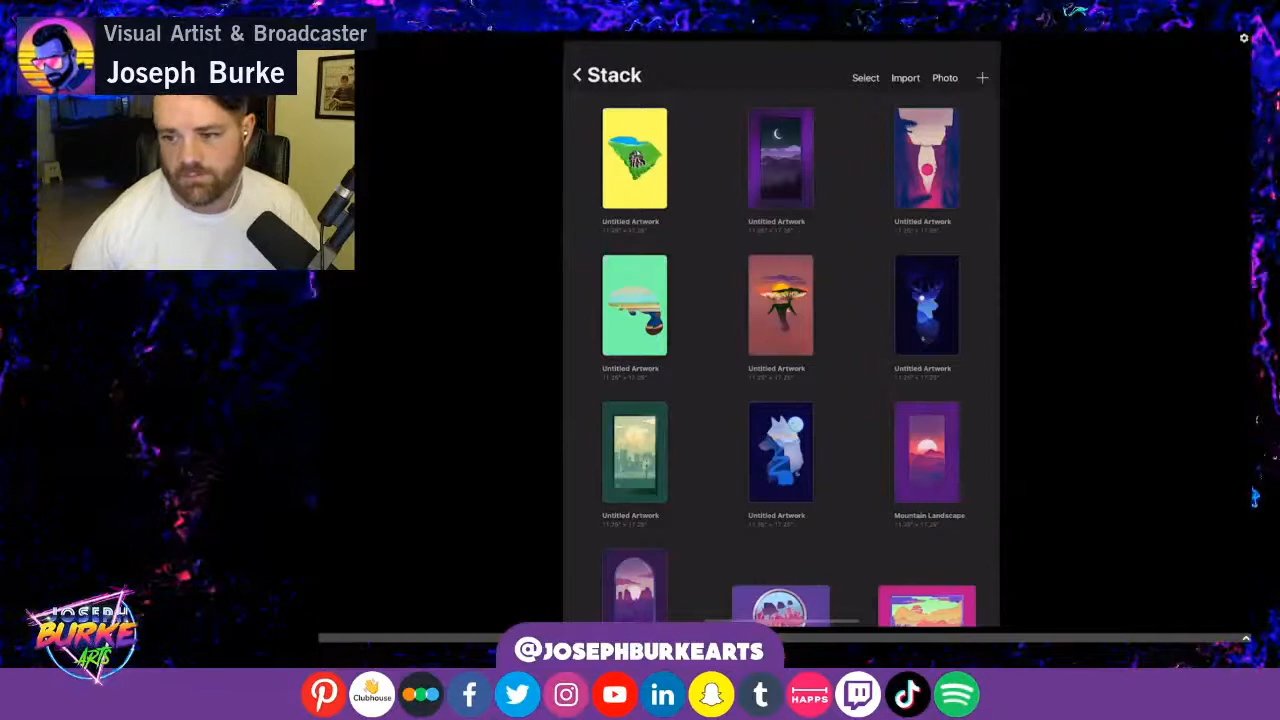 Visual Artist & Broadcaster
Joseph Burke
Stack
Select Import Photo
Untitled Artwork
Untitled Artwork
Untitled Artwork
Untitled Artwork
Untitled Artwork
Untitled Artwork
Untitled Artwork
Untitled Artwork
Mountain Landscape
JOSEPH
BURKE
ARTS
@JOSEPHBURKEARTS
Clubhouse
HAPPS